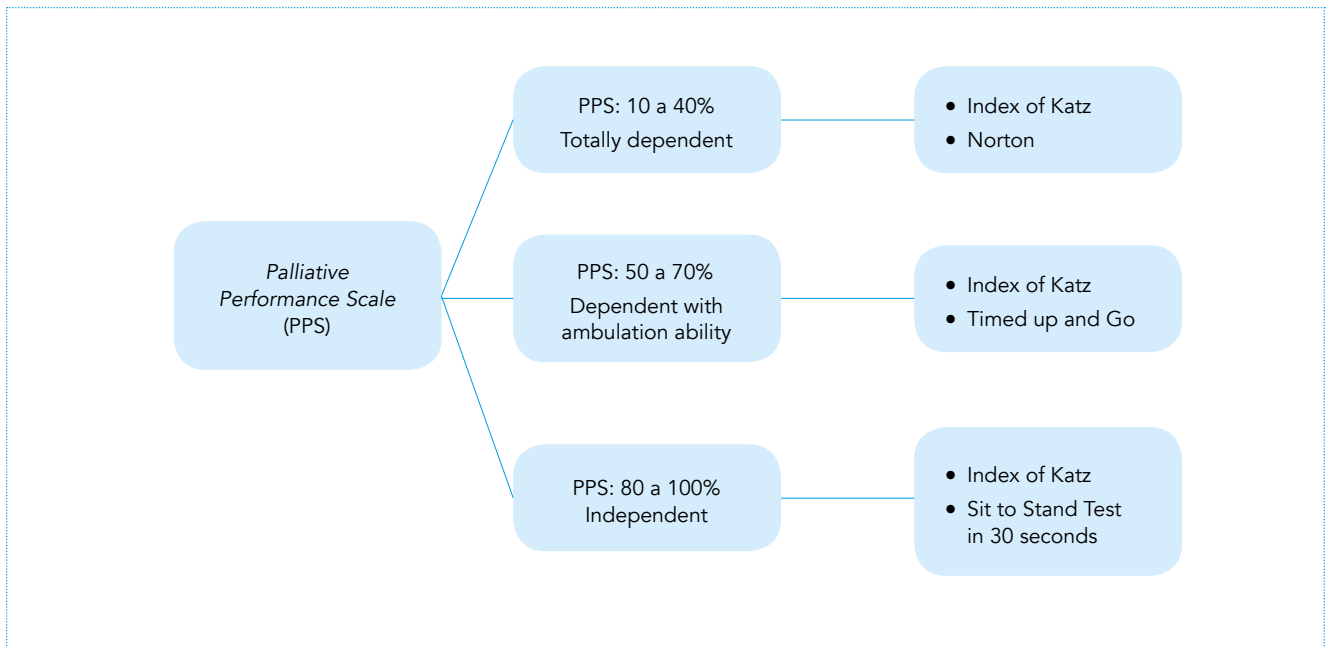 Palliative
Performance Scale
(PPS)
PPS: 10 a 40%
Totally dependent
• Index of Katz
• Norton
PPS: 50 a 70%
Dependent with
ambulation ability
• Index of Katz
• Timed up and Go
PPS: 80 a 100%
Independent
• Index of Katz
• Sit to Stand Test
in 30 seconds